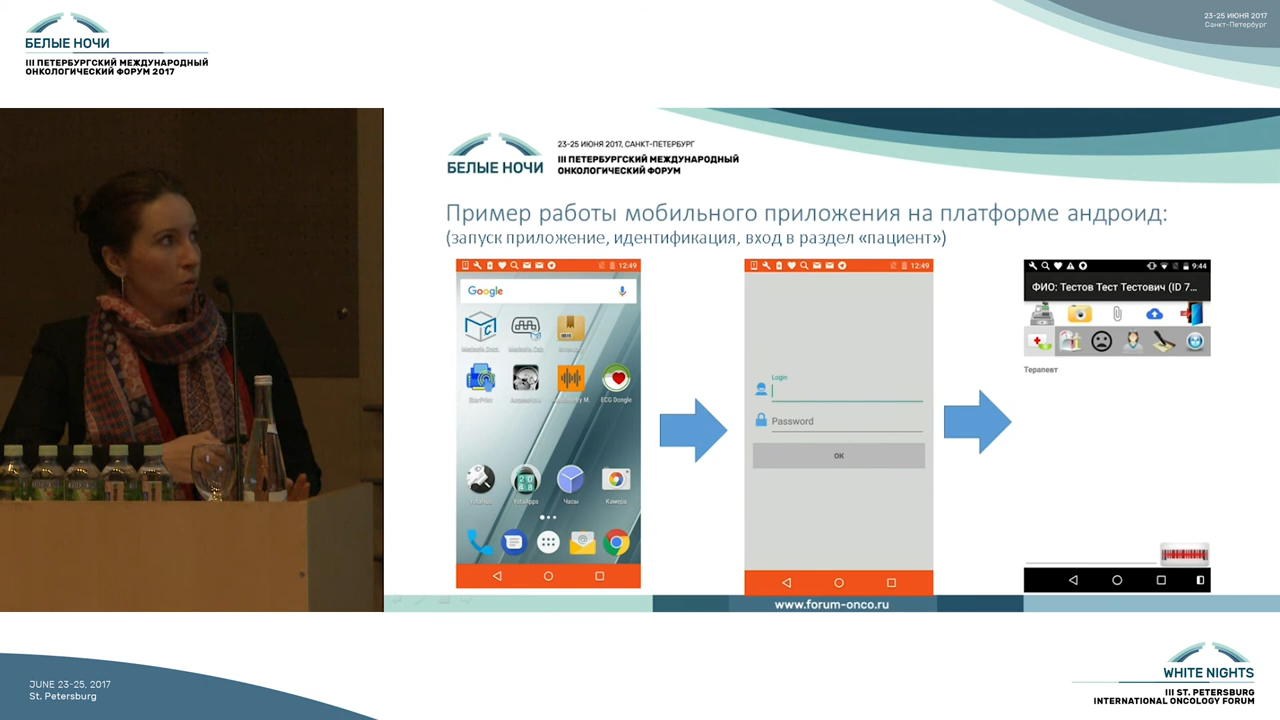 БЕЛЫЕ НОЧИ
III ПЕТЕРБУРГСКИЙ МЕЖДУНАРОДНЫЙ
ОНКОЛОГИЧЕСКИЙ ФОРУМ 2017
23-25 ИЮНЯ 2017
Санкт-Петербург
БЕЛЫЕ НОЧИ
23-25 ИЮНЯ 2017, САНКТ-ПЕТЕРБУРГ
III ПЕТЕРБУРГСКИЙ МЕЖДУНАРОДНЫЙ
ОНКОЛОГИЧЕСКИЙ ФОРУМ
Пример работы мобильного приложения на платформе андроид:
(запуск приложение, идентификация, вход в раздел «пациент»)
12:49
Google
StarPrint
ECG Dongle
YotaHub
YotaApps
Часы
Камера
12:49
Login
Password
ОК
9:44
ФИО: Тестов Тест Тестович (ID 7...
Терапевт
www.forum-onco.ru
JUNE 23-25, 2017
St. Petersburg
WHITE NIGHTS
III ST. PETERSBURG
INTERNATIONAL ONCOLOGY FORUM